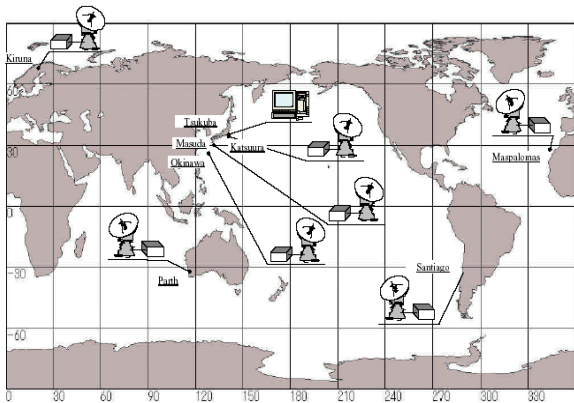 Kiruna
60
Tsukuba
Masuda
Katsuura
30
Okinawa
Maspalomas
0
Santiago
Parth
-30
-60
0 30 60 90 120 150 180 210 240 270 300 330